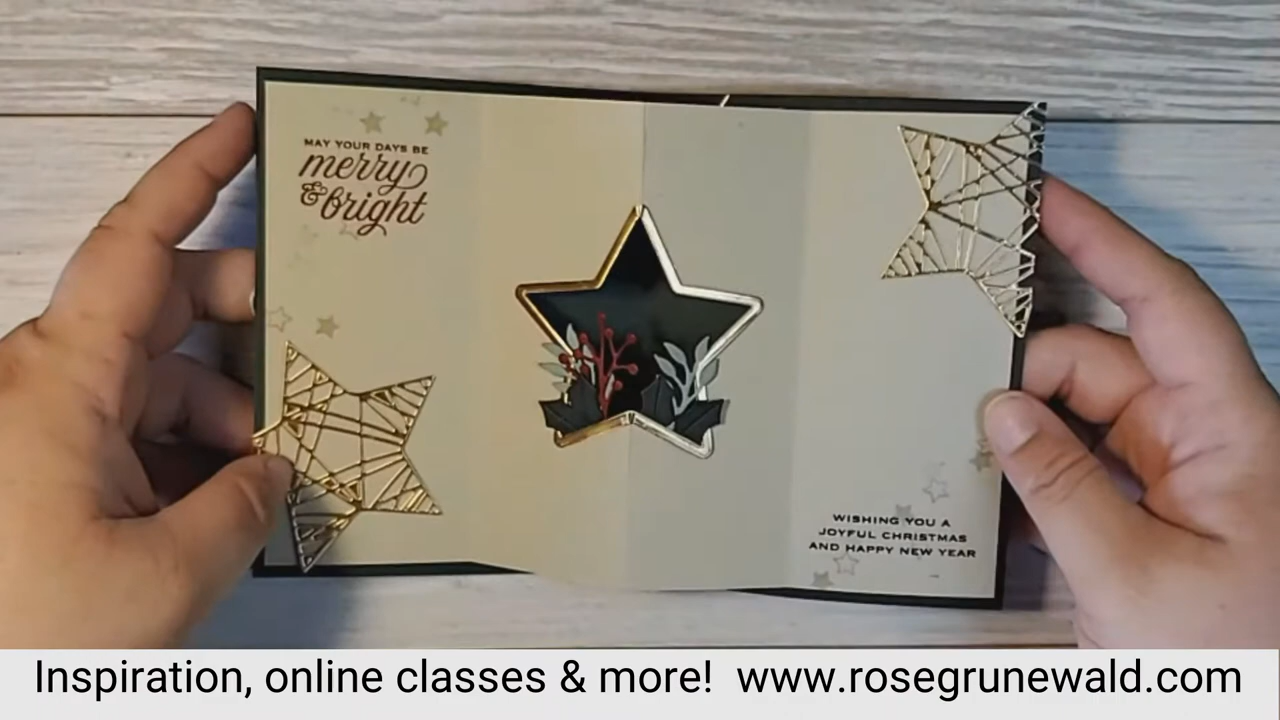 MAY YOUR DAYS BE
merry
& bright
WISHING YOU A
JOYFUL CHRISTMAS
AND HAPPY NEW YEAR
Inspiration, online classes & more! www.rosegrunewald.com